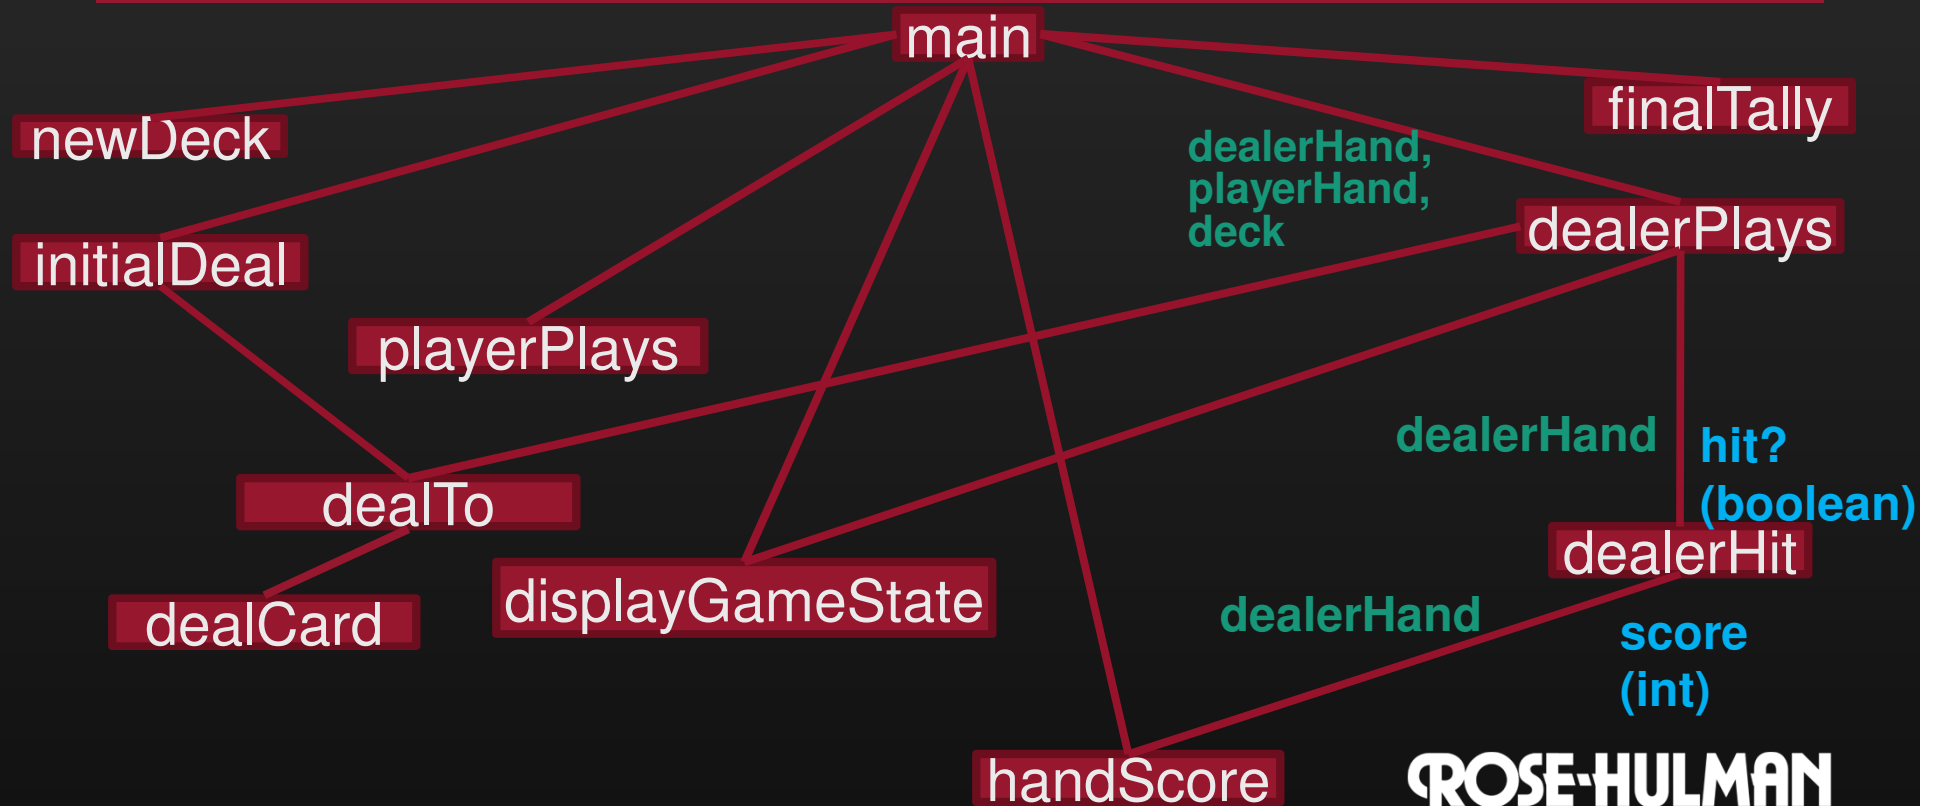 main
finalTally
newDeck
dealerHand,
playerHand,
deck
dealerPlays
initialDeal
playerPlays
dealerHand
hit?
(boolean)
dealTo
dealerHit
displayGameState
dealCard
dealerHand
score
(int)
handScore
ROSE-HULMAN